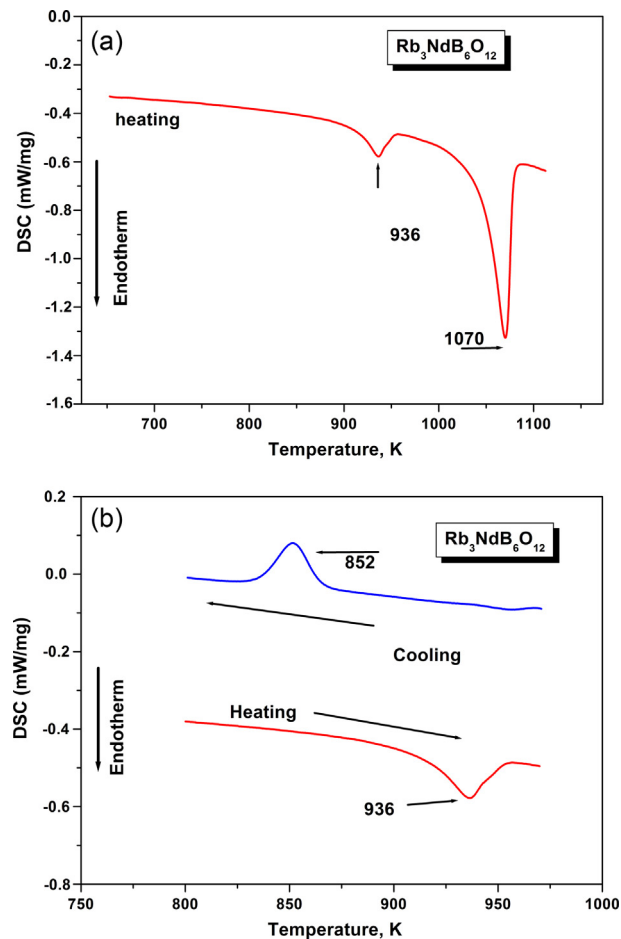 (a)
Rb₃NdB₆O₁₂
heating
936
1070
Endotherm
DSC (mW/mg)
0.0
-0.2
-0.4
-0.6
-0.8
-1.0
-1.2
-1.4
-1.6
700 800 900 1000 1100
Temperature, K
(b)
Rb₃NdB₆O₁₂
852
Cooling
Heating
936
Endotherm
DSC (mW/mg)
0.2
0.0
-0.2
-0.4
-0.6
-0.8
750 800 850 900 950 1000
Temperature, K